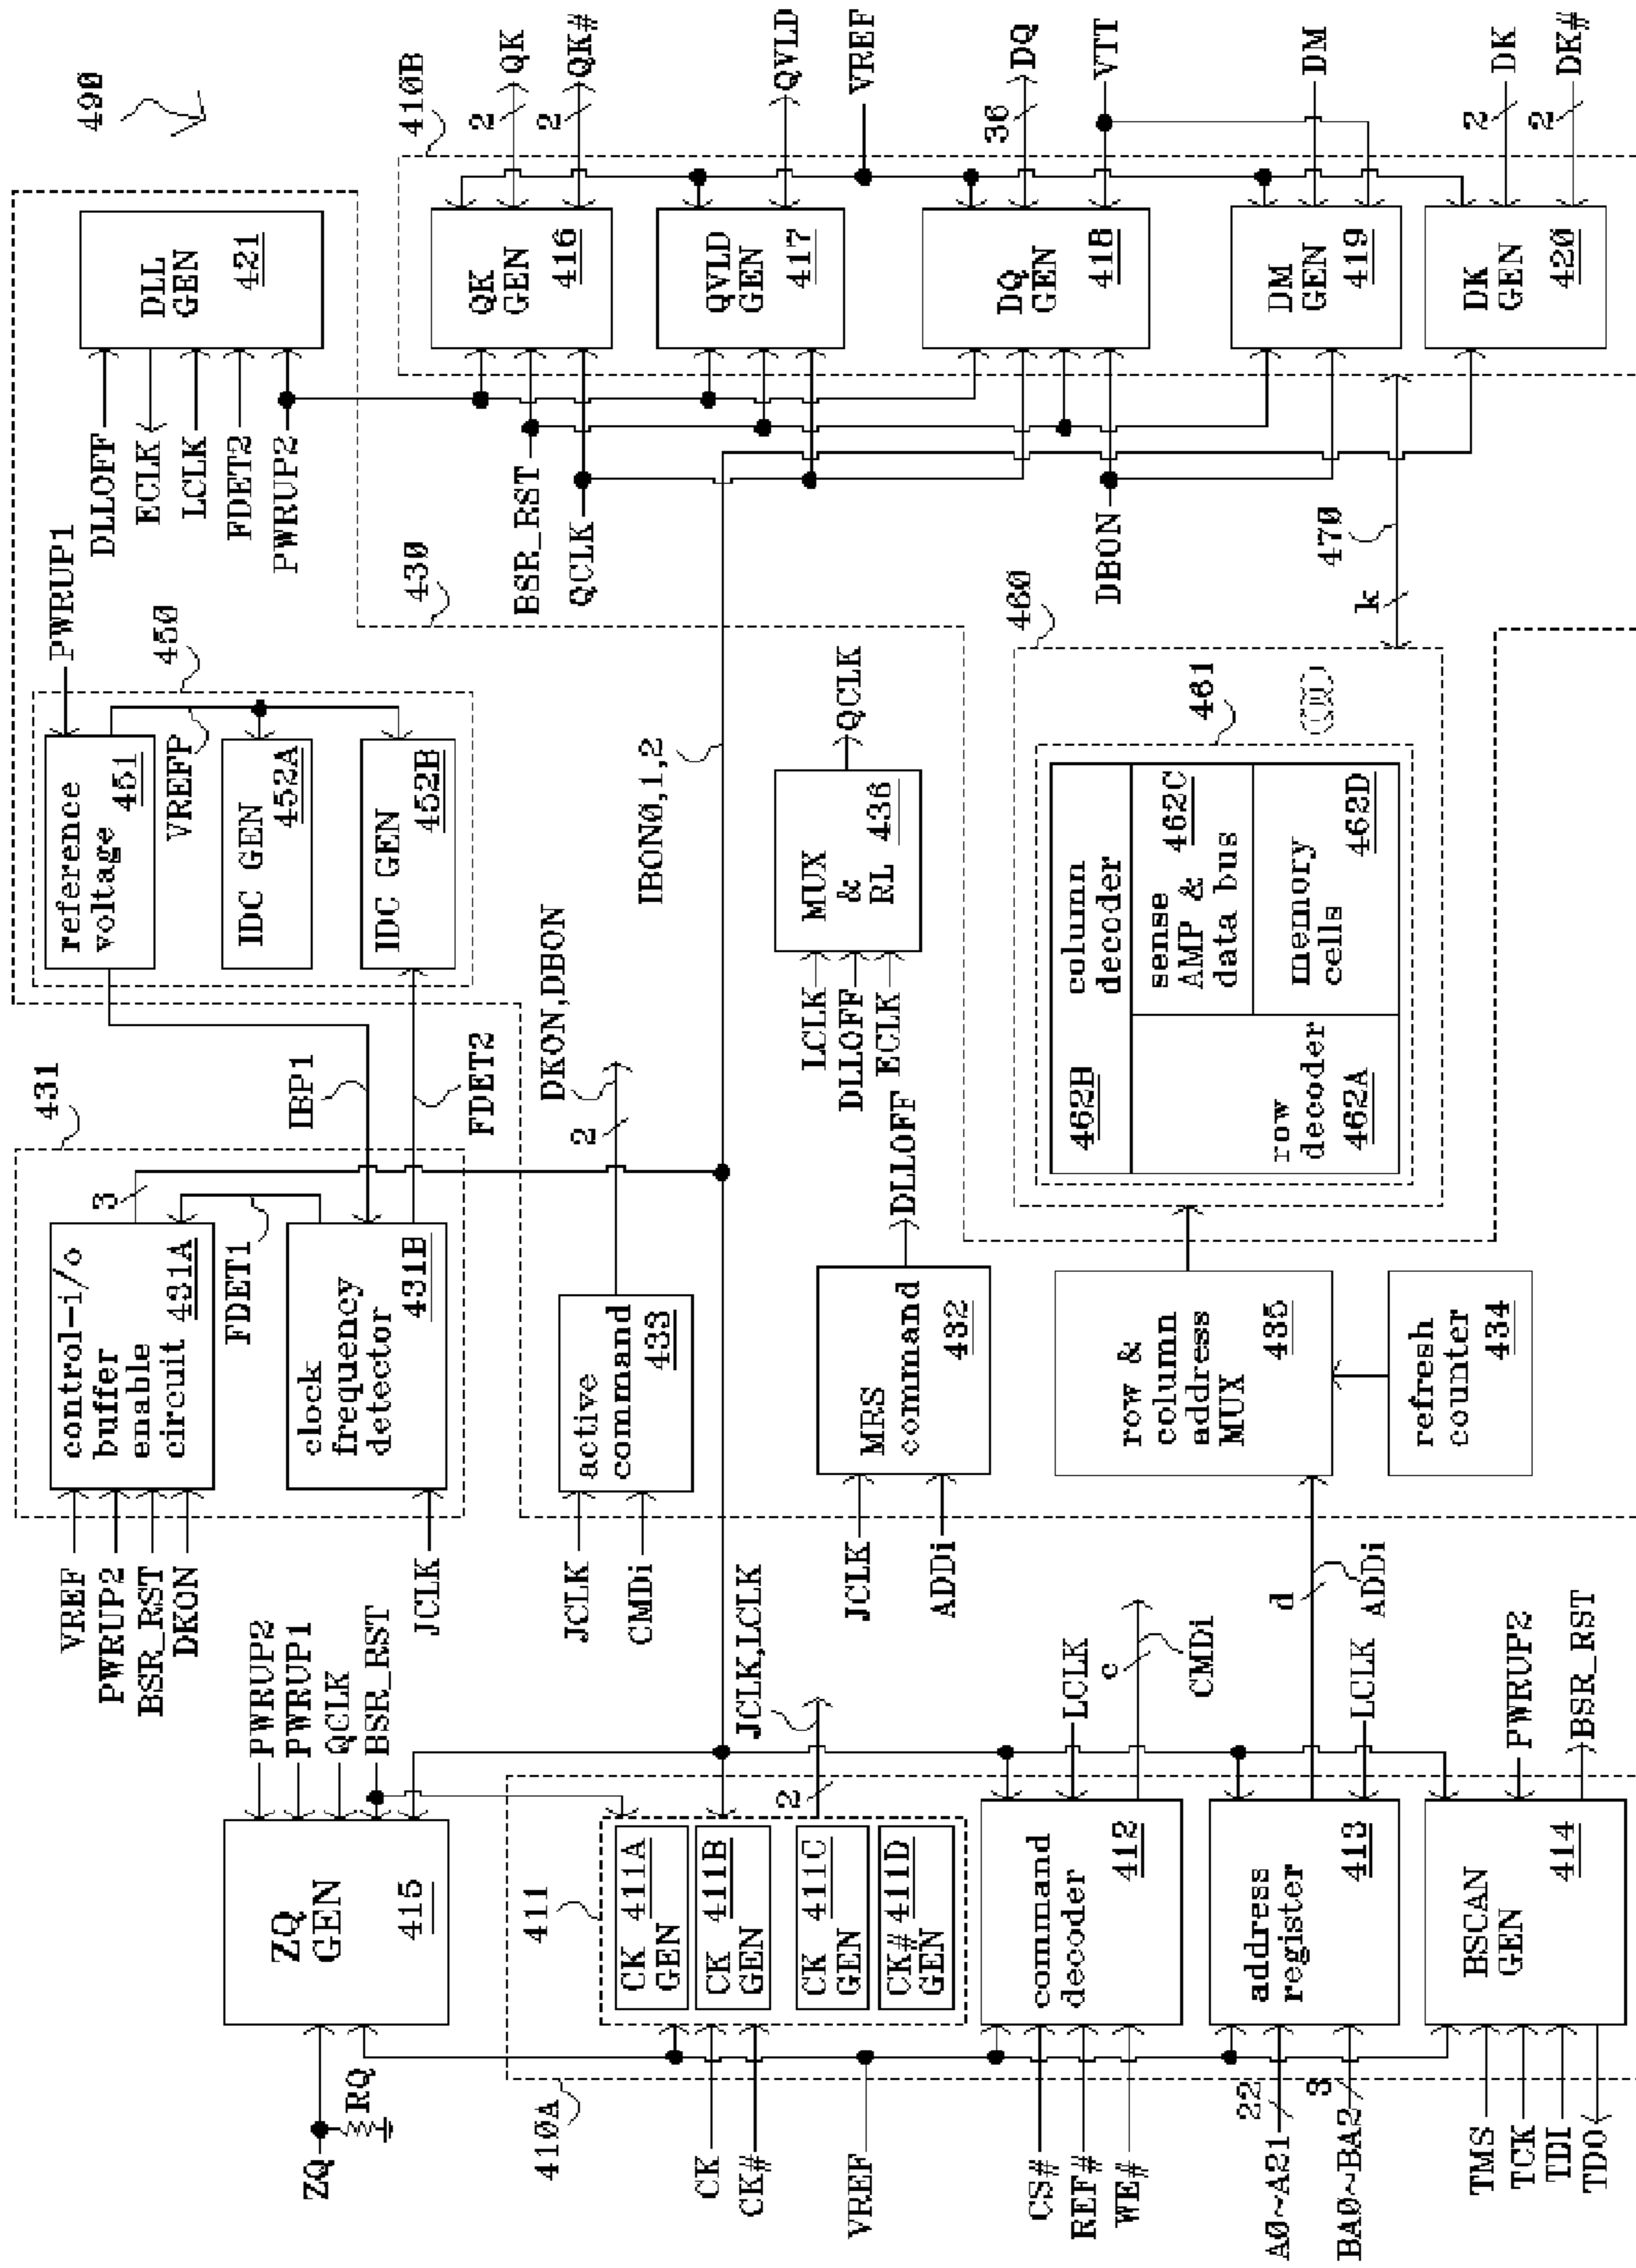 490
ZQ
RQ
ZQ
GEN
415
PWRUP2
PWRUP1
QCLK
BSR_RST
VREF
PWRUP2
BSR_RST
DKON
JCLK
431
control-i/o
buffer
enable
circuit 431A
3
FDET1
clock
frequency
detector
431B
IBP1
FDET2
reference
voltage
451
PWRUP1
VREFP
450
IDC GEN
452A
IDC GEN
452B
DLLOFF
ECLK
LCLK
FDET2
PWRUP2
DLL
GEN
421
430
410A
CK
CK#
411
CK 411A
GEN
CK 411B
GEN
CK 411C
GEN
CK# 411D
GEN
2
JCLK,LCLK
JCLK
CMDi
active
command
433
2
DKON,DBON
IBON0,1,2
BSR_RST
QCLK
410B
QK
GEN
416
2
QK
2
QK#
QVLD
GEN
417
QVLD
VREF
VREF
CS#
REF#
WE#
command
decoder
412
LCLK
c
CMDi
JCLK
ADDi
MRS
command
432
DLLOFF
LCLK
DLLOFF
ECLK
MUX
&
RL
436
QCLK
DQ
GEN
418
36
DQ
VTT
DBON
A0~A21
22
BA0~BA2
3
address
register
413
d
ADDi
LCLK
row &
column
address
MUX
435
refresh
counter
434
460
461
462B
column
decoder
row
decoder
462A
sense
AMP &
462C
data bus
memory
cells
462D
k
470
DM
GEN
419
DM
TMS
TCK
TDI
TDO
BSCAN
GEN
414
PWRUP2
BSR_RST
DK
GEN
420
2
DK
2
DK#